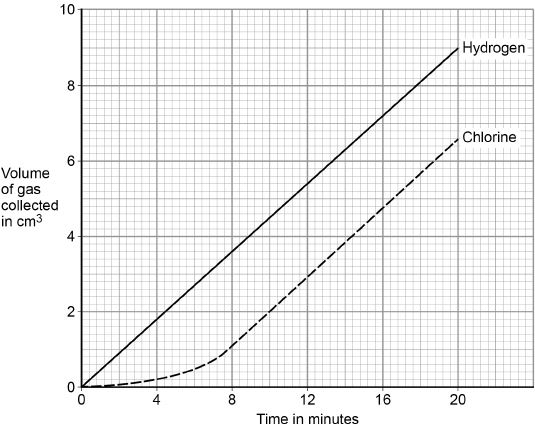 10
Hydrogen
8
Chlorine
6
Volume
of gas
collected
in cm³
4
2
0
0 4 8 12 16 20
Time in minutes